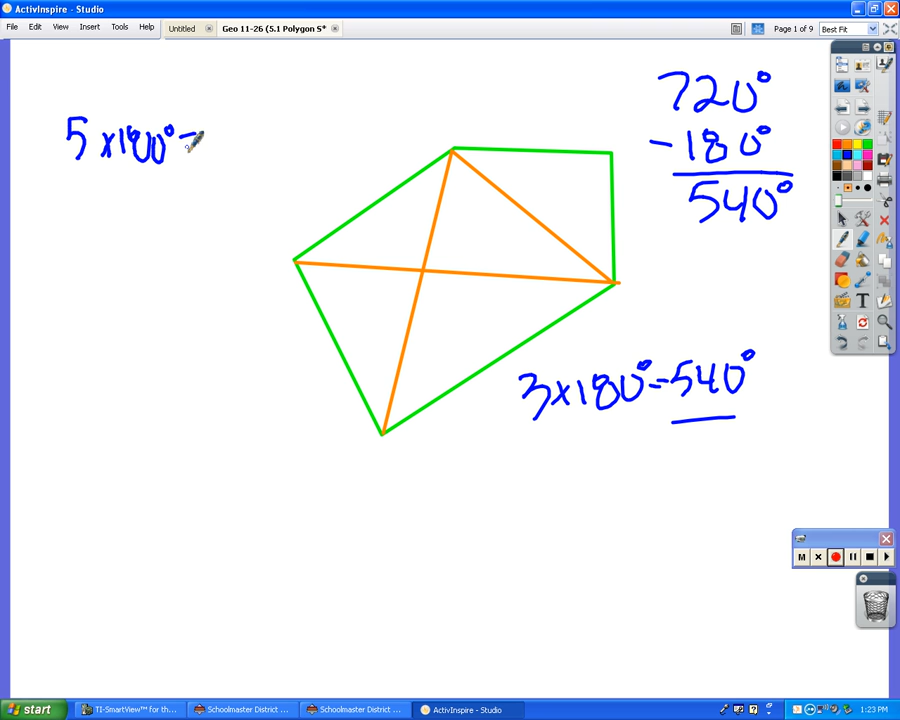 ActivInspire - Studio
File Edit View Insert Tools Help
Untitled
Geo 11-26 (5.1 Polygon S*
Page 1 of 9
Best Fit
5 x 180° =
720°
- 180°
540°
3 x 180° = 540°
T
M
start
TI-SmartView™ for th...
Schoolmaster District ...
Schoolmaster District ...
ActivInspire - Studio
1:23 PM